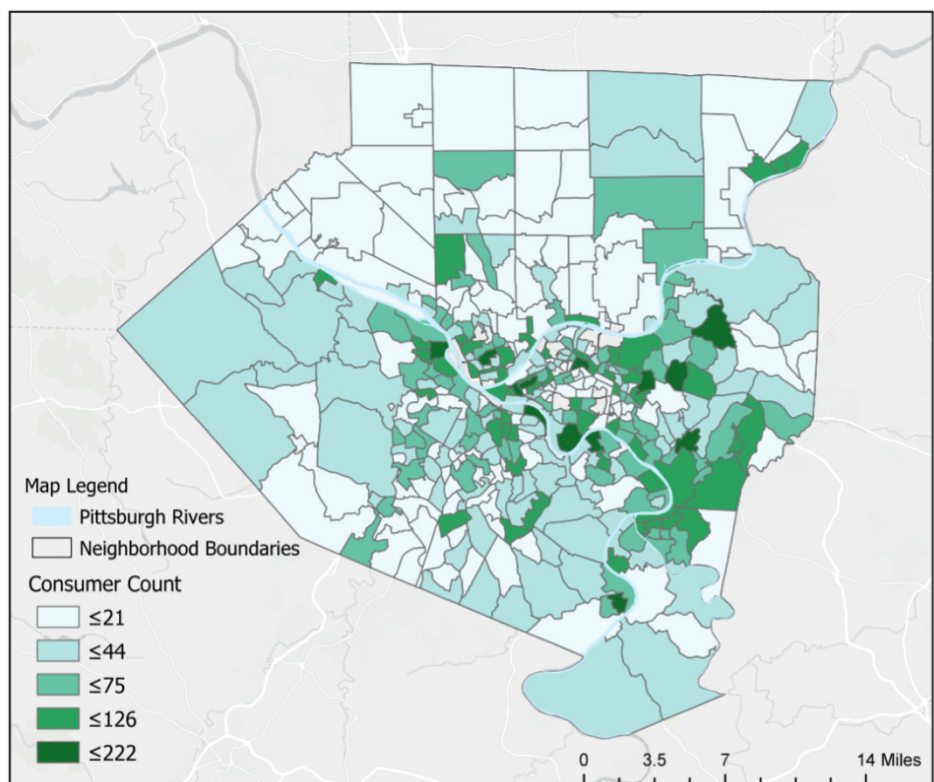 Map Legend
Pittsburgh Rivers
Neighborhood Boundaries
Consumer Count
≤21
≤44
≤75
≤126
≤222
0 3.5 7 14 Miles